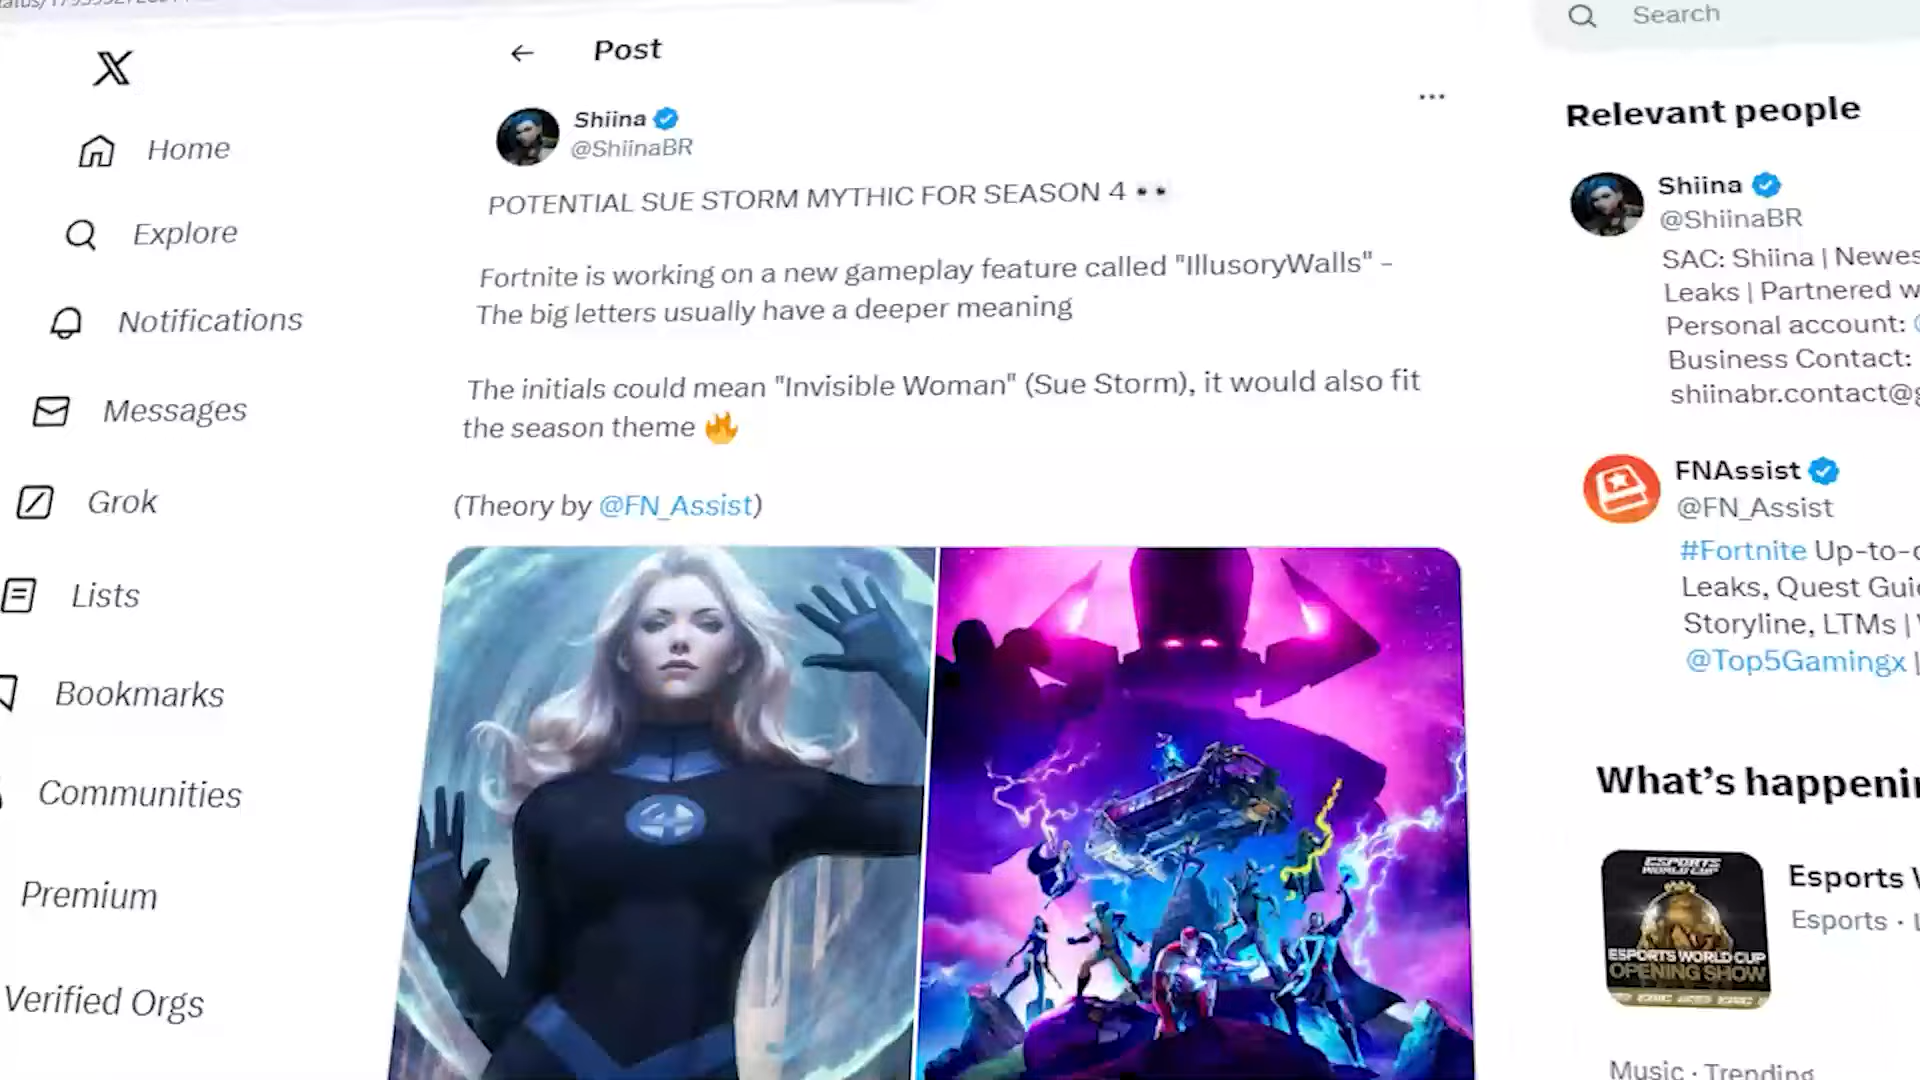 Search
Post
Home
Explore
Notifications
Messages
Grok
Lists
Bookmarks
Communities
Premium
Verified Orgs
Shiina
@ShiinaBR
POTENTIAL SUE STORM MYTHIC FOR SEASON 4 👀
Fortnite is working on a new gameplay feature called "IllusoryWalls" -
The big letters usually have a deeper meaning
The initials could mean "Invisible Woman" (Sue Storm), it would also fit
the season theme 🔥
(Theory by @FN_Assist)
4
Relevant people
Shiina
@ShiinaBR
SAC: Shiina | Newes
Leaks | Partnered w
Personal account:
Business Contact:
shiinabr.contact@g
FNAssist
@FN_Assist
#Fortnite Up-to-d
Leaks, Quest Guid
Storyline, LTMs |
@Top5Gamingx |
What's happenin
ESPORTS
WORLD CUP
ESPORTS WORLD CUP
OPENING SHOW
Esports W
Esports · L
Music · Trending